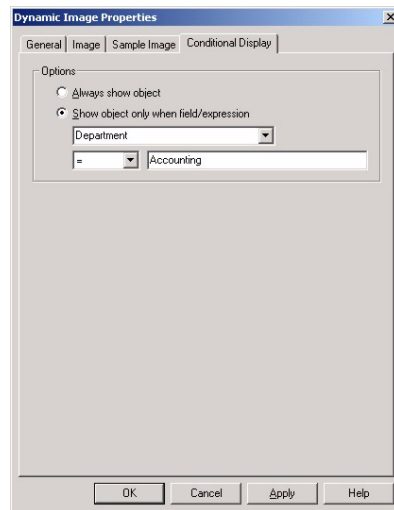 Dynamic Image Properties
General Image Sample Image Conditional Display
Options
Always show object
Show object only when field/expression
Department
= Accounting
OK Cancel Apply Help